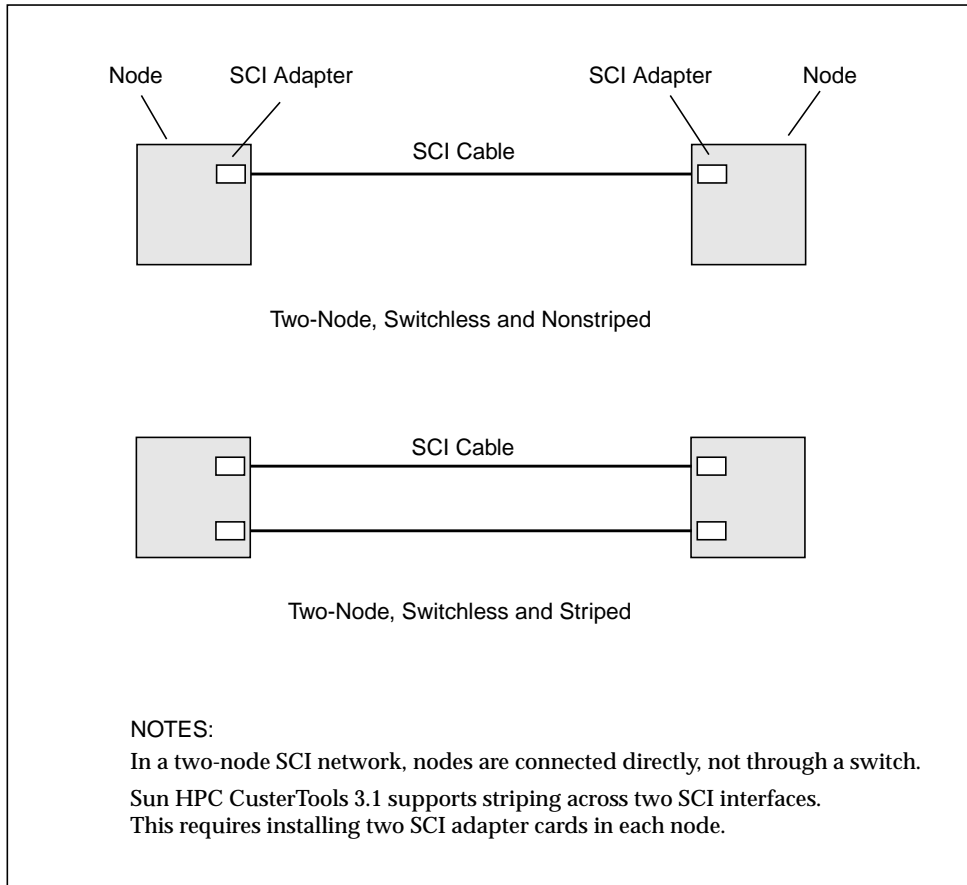 Node
SCI Adapter
SCI Adapter
Node
SCI Cable
Two-Node, Switchless and Nonstriped
SCI Cable
Two-Node, Switchless and Striped
NOTES:
In a two-node SCI network, nodes are connected directly, not through a switch.
Sun HPC CusterTools 3.1 supports striping across two SCI interfaces.
This requires installing two SCI adapter cards in each node.